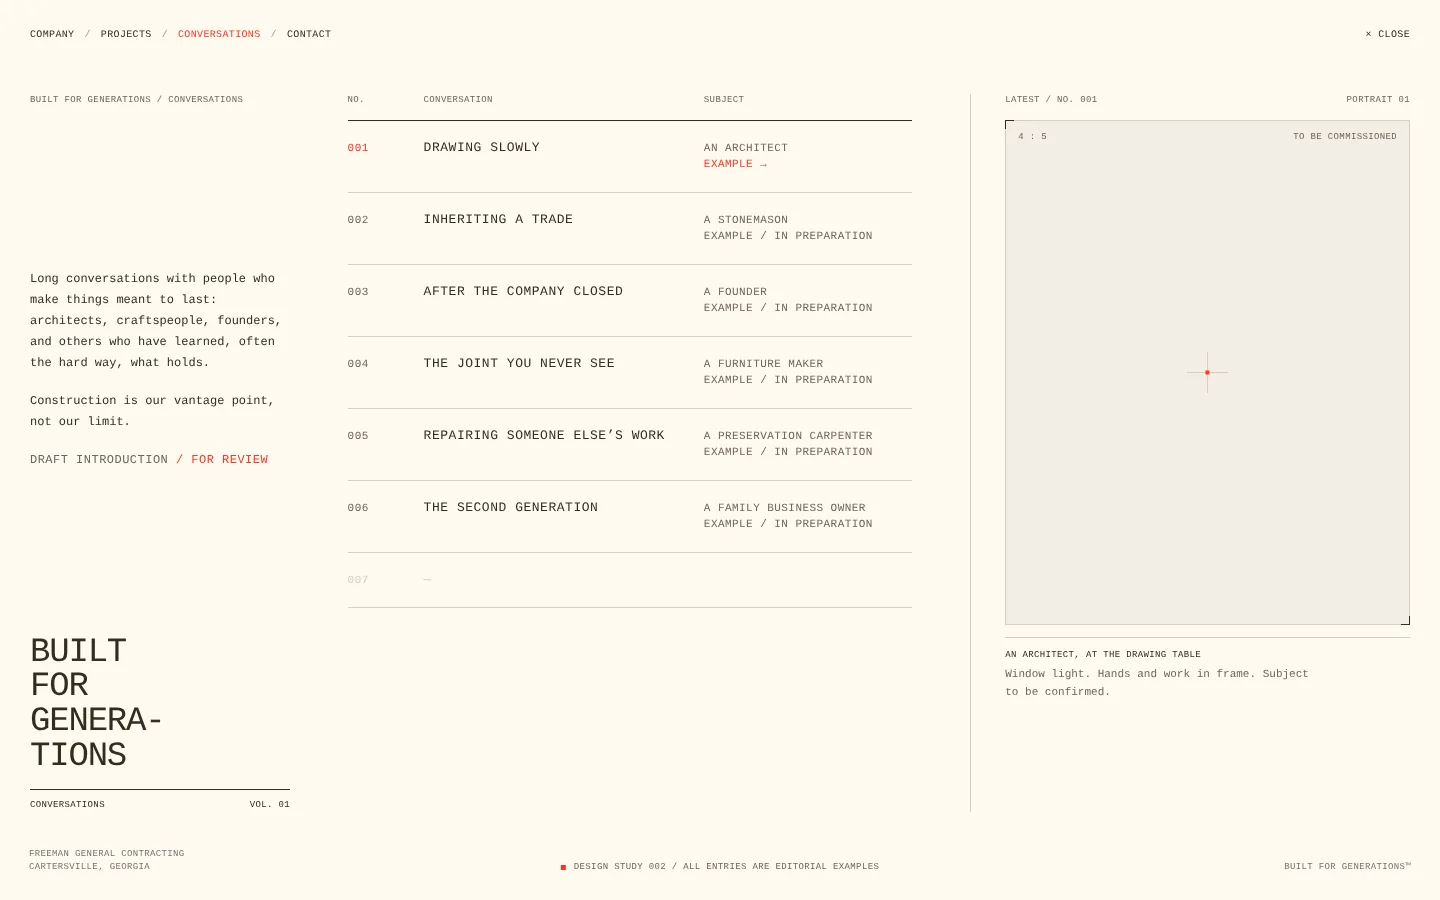 COMPANY / PROJECTS / CONVERSATIONS / CONTACT
× CLOSE
BUILT FOR GENERATIONS / CONVERSATIONS
Long conversations with people who
make things meant to last:
architects, craftspeople, founders,
and others who have learned, often
the hard way, what holds.
Construction is our vantage point,
not our limit.
DRAFT INTRODUCTION / FOR REVIEW
BUILT
FOR
GENERA-
TIONS
CONVERSATIONS VOL. 01
NO. CONVERSATION SUBJECT
001 DRAWING SLOWLY AN ARCHITECT
EXAMPLE →
002 INHERITING A TRADE A STONEMASON
EXAMPLE / IN PREPARATION
003 AFTER THE COMPANY CLOSED A FOUNDER
EXAMPLE / IN PREPARATION
004 THE JOINT YOU NEVER SEE A FURNITURE MAKER
EXAMPLE / IN PREPARATION
005 REPAIRING SOMEONE ELSE’S WORK A PRESERVATION CARPENTER
EXAMPLE / IN PREPARATION
006 THE SECOND GENERATION A FAMILY BUSINESS OWNER
EXAMPLE / IN PREPARATION
007 —
LATEST / NO. 001 PORTRAIT 01
4 : 5 TO BE COMMISSIONED
AN ARCHITECT, AT THE DRAWING TABLE
Window light. Hands and work in frame. Subject
to be confirmed.
FREEMAN GENERAL CONTRACTING
CARTERSVILLE, GEORGIA
DESIGN STUDY 002 / ALL ENTRIES ARE EDITORIAL EXAMPLES
BUILT FOR GENERATIONS™